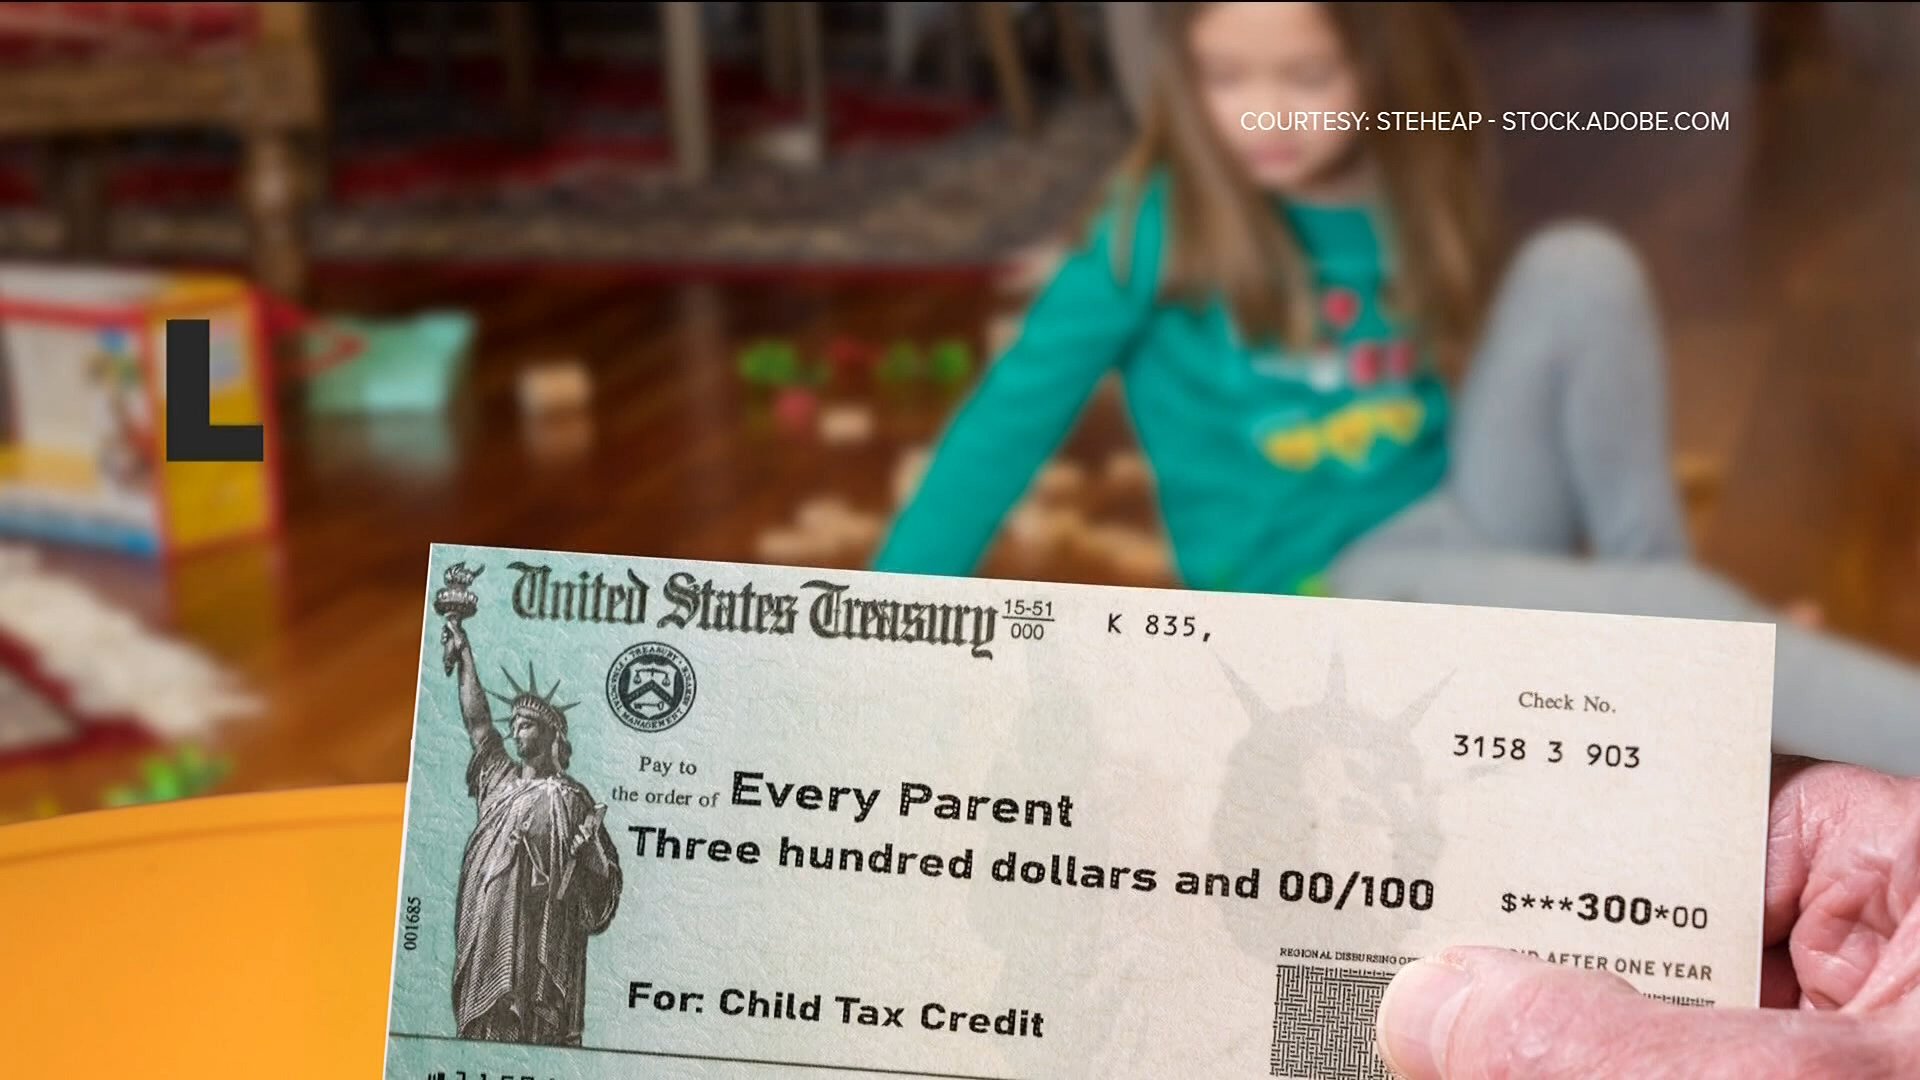 COURTESY: STEHEAP - STOCK.ADOBE.COM
L
United States Treasury 15-51
000
K 835,
Check No.
3158 3 903
Pay to
the order of Every Parent
Three hundred dollars and 00/100
$***300*00
001685
REGIONAL DISBURSING
AFTER ONE YEAR
For: Child Tax Credit